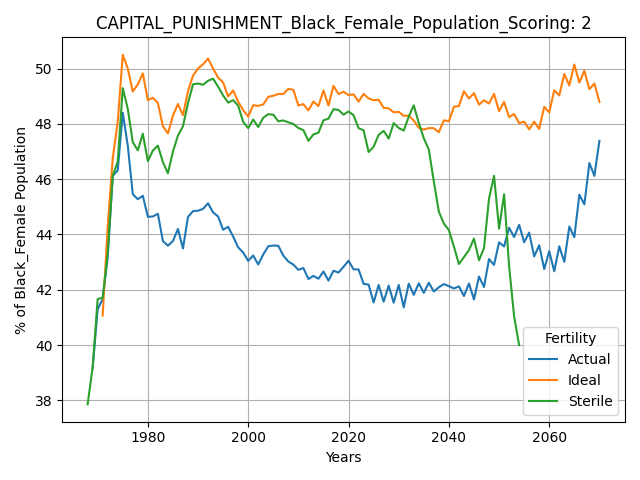 CAPITAL_PUNISHMENT_Black_Female_Population_Scoring: 2
% of Black_Female Population
50
48
46
44
42
40
38
1980
2000
2020
2040
2060
Years
Fertility
Actual
Ideal
Sterile